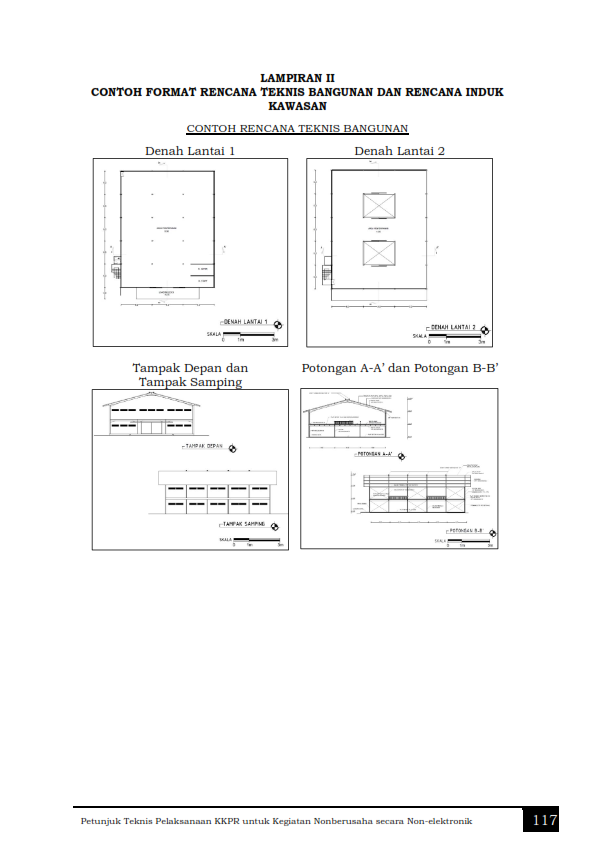 LAMPIRAN II
CONTOH FORMAT RENCANA TEKNIS BANGUNAN DAN RENCANA INDUK
KAWASAN
CONTOH RENCANA TEKNIS BANGUNAN
Denah Lantai 1
Denah Lantai 2
DENAH LANTAI 1
SKALA
0 1m 3m
DENAH LANTAI 2
SKALA
0 1m 3m
Tampak Depan dan
Tampak Samping
Potongan A-A’ dan Potongan B-B’
TAMPAK DEPAN
TAMPAK SAMPING
SKALA
0 1m 3m
POTONGAN A-A'
POTONGAN B-B'
SKALA
0 1m 3m
Petunjuk Teknis Pelaksanaan KKPR untuk Kegiatan Nonberusaha secara Non-elektronik
117